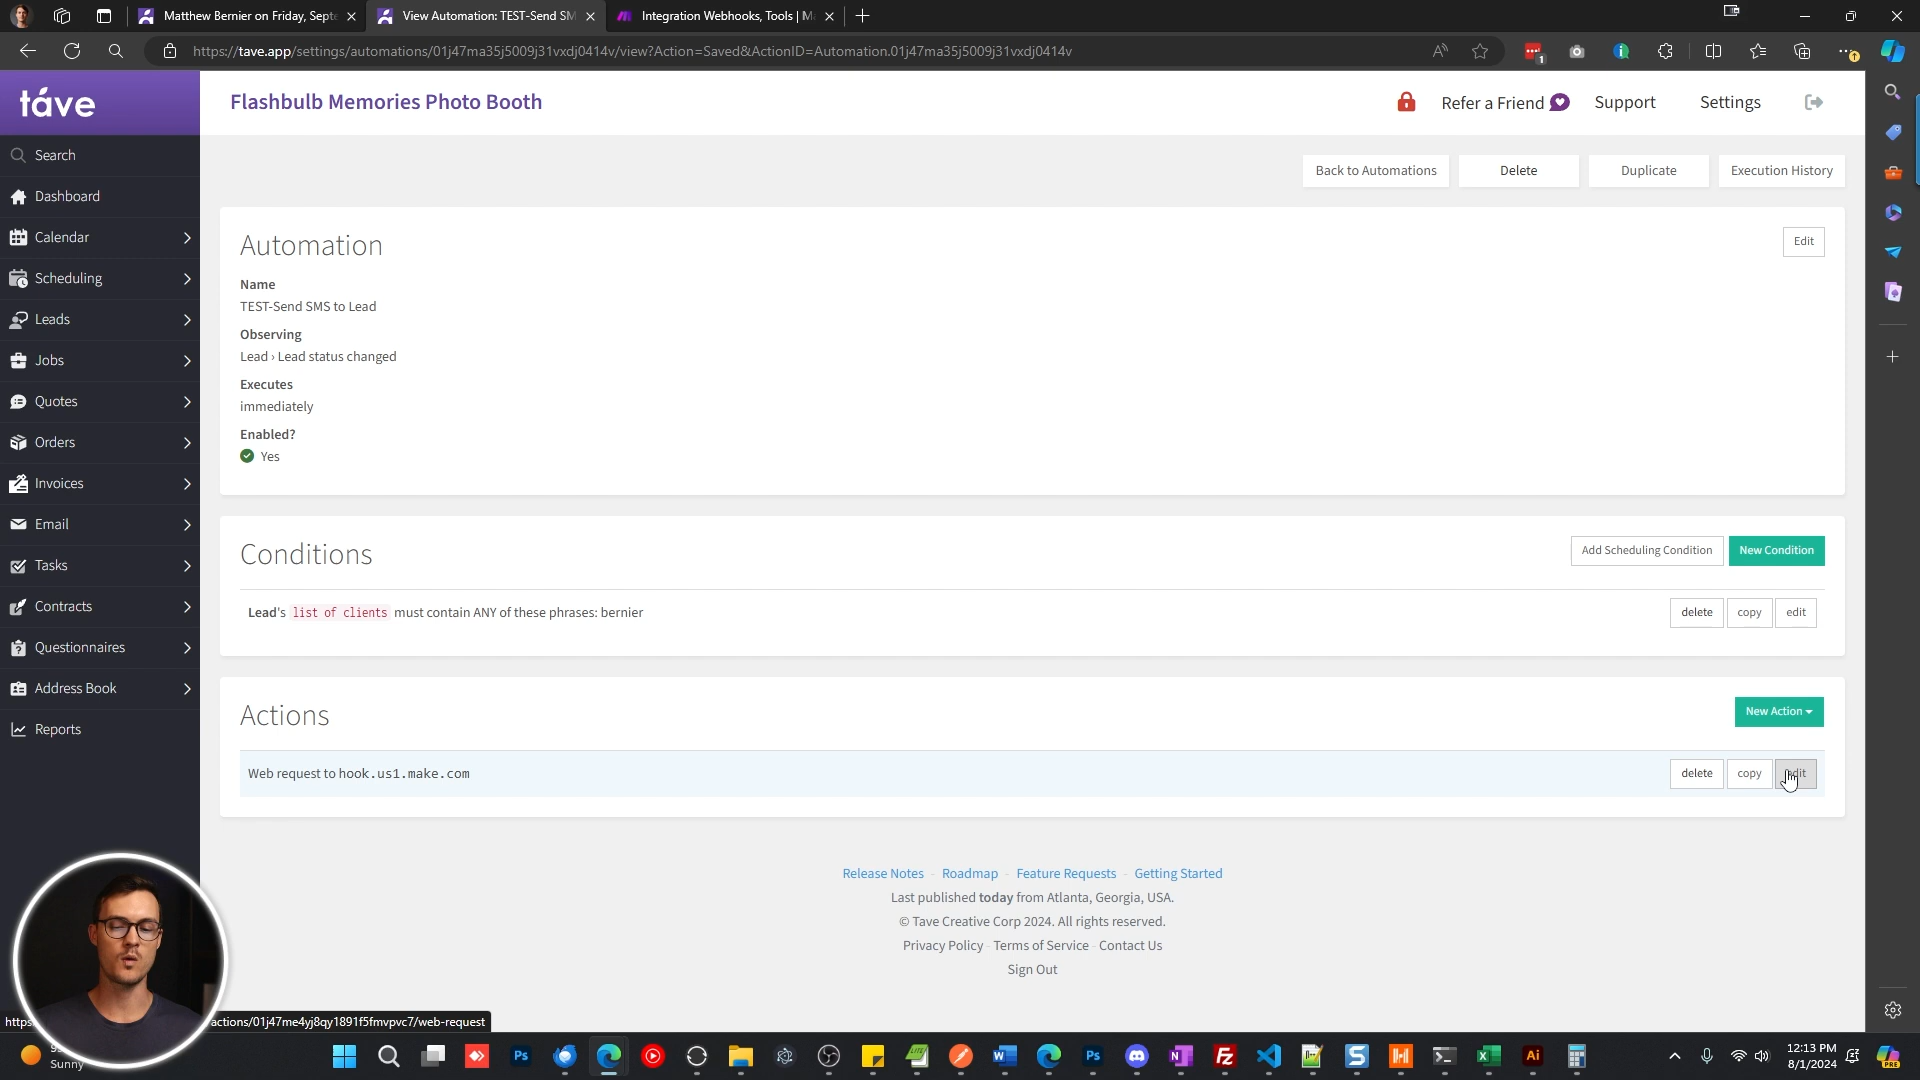 Matthew Bernier on Friday, Septe
View Automation: TEST-Send SM
Integration Webhooks, Tools | Ma
https://tave.app/settings/automations/01j47ma35j5009j31vxdj0414v/view?Action=Saved&ActionID=Automation.01j47ma35j5009j31vxdj0414v
1
táve
Flashbulb Memories Photo Booth
Refer a Friend
Support
Settings
Search
Dashboard
Calendar
Scheduling
Leads
Jobs
Quotes
Orders
Invoices
Email
Tasks
Contracts
Questionnaires
Address Book
Reports
Back to Automations
Delete
Duplicate
Execution History
Automation
Edit
Name
TEST-Send SMS to Lead
Observing
Lead › Lead status changed
Executes
immediately
Enabled?
Yes
Conditions
Add Scheduling Condition
New Condition
Lead's list of clients must contain ANY of these phrases: bernier
delete
copy
edit
Actions
New Action
Web request to hook.us1.make.com
delete
copy
edit
Release Notes - Roadmap - Feature Requests - Getting Started
Last published today from Atlanta, Georgia, USA.
© Tave Creative Corp 2024. All rights reserved.
Privacy Policy - Terms of Service - Contact Us
Sign Out
actions/01j47me4yj8qy1891f5fmvpvc7/web-request
Sunny
12:13 PM
8/1/2024